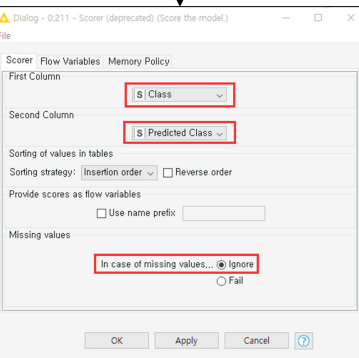 Dialog - 0:211 - Scorer (deprecated) (Score the model.)
File
Scorer Flow Variables Memory Policy
First Column
S Class
Second Column
S Predicted Class
Sorting of values in tables
Sorting strategy: Insertion order Reverse order
Provide scores as flow variables
Use name prefix
Missing values
In case of missing values... Ignore
Fail
OK Apply Cancel ?